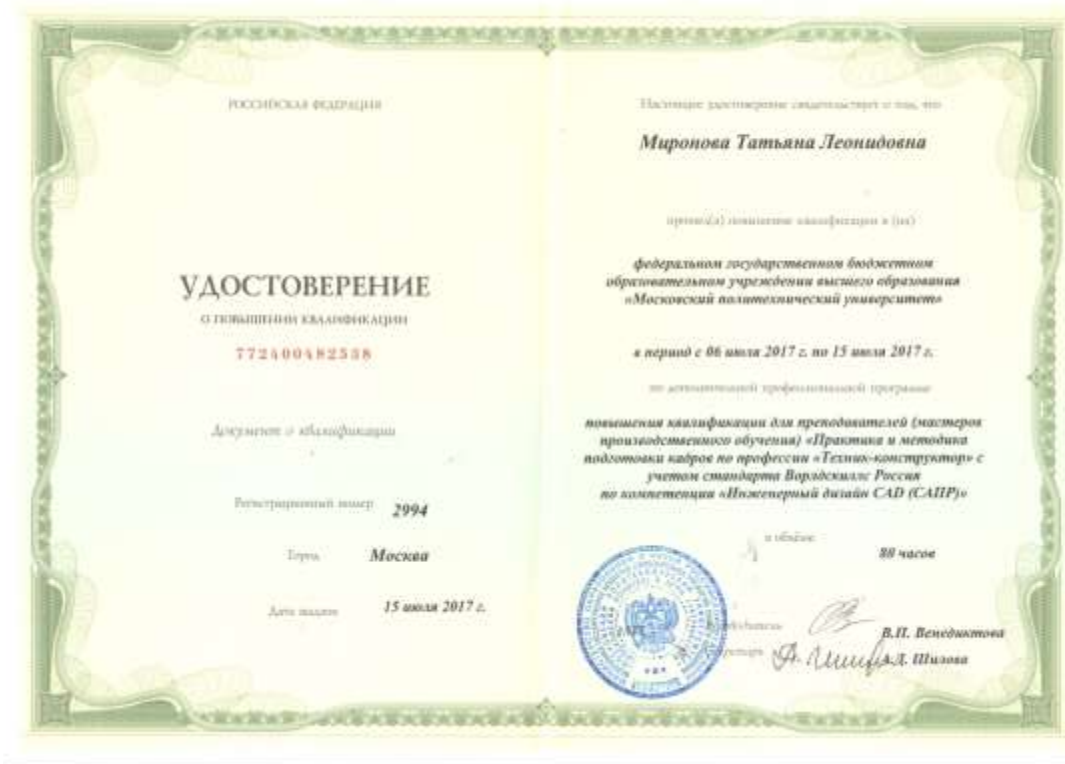 РОССИЙСКАЯ ФЕДЕРАЦИЯ
УДОСТОВЕРЕНИЕ
О ПОВЫШЕНИИ КВАЛИФИКАЦИИ
772400482538
Документ о квалификации
Регистрационный номер 2994
Город Москва
Дата выдачи 15 июля 2017 г.
Настоящее удостоверение свидетельствует о том, что
Миронова Татьяна Леонидовна
прошел(а) повышение квалификации в (на)
федеральном государственном бюджетном
образовательном учреждении высшего образования
«Московский политехнический университет»
в период с 06 июля 2017 г. по 15 июля 2017 г.
по дополнительной профессиональной программе
повышения квалификации для преподавателей (мастеров
производственного обучения) «Практика и методика
подготовки кадров по профессии «Техник-конструктор» с
учетом стандарта Ворлдскиллс Россия
по компетенции «Инженерный дизайн CAD (САПР)»
в объёме 80 часов
Руководитель В.П. Венедиктова
Секретарь А.Д. Шилова